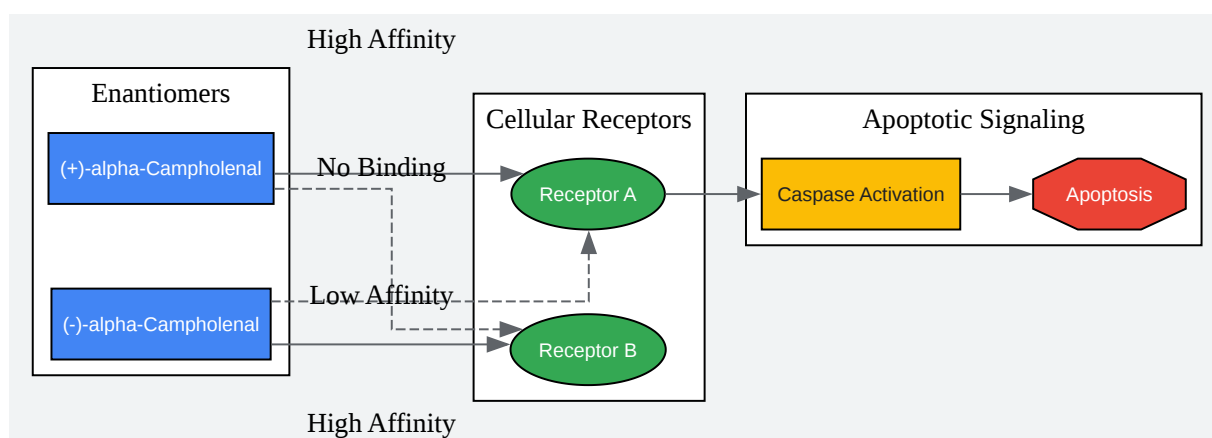 High Affinity
Enantiomers
Cellular Receptors
Apoptotic Signaling
(+)-alpha-Campholenal
No Binding
Receptor A
Caspase Activation
Apoptosis
Low Affinity
(-)-alpha-Campholenal
Receptor B
High Affinity